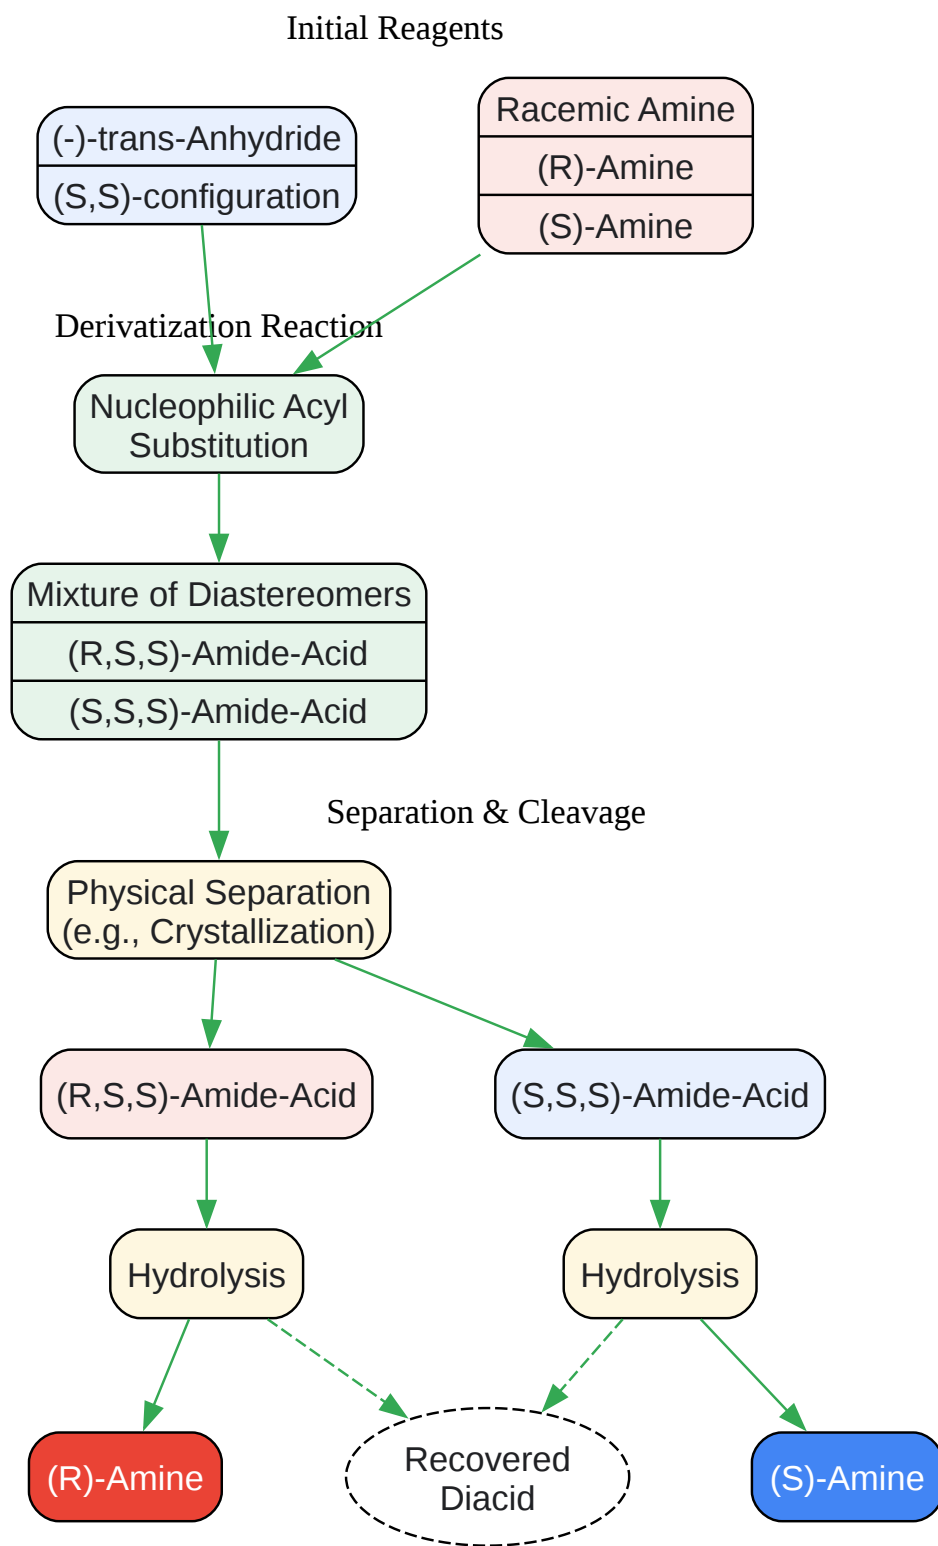 Initial Reagents
(-)-trans-Anhydride
(S,S)-configuration
Racemic Amine
(R)-Amine
(S)-Amine
Derivatization Reaction
Nucleophilic Acyl
Substitution
Mixture of Diastereomers
(R,S,S)-Amide-Acid
(S,S,S)-Amide-Acid
Separation & Cleavage
Physical Separation
(e.g., Crystallization)
(R,S,S)-Amide-Acid
(S,S,S)-Amide-Acid
Hydrolysis
Hydrolysis
(R)-Amine
Recovered
Diacid
(S)-Amine